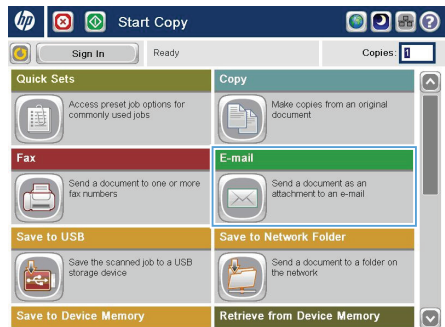 hp Start Copy
Sign In Ready Copies: 1
Quick Sets Copy
Access preset job options for Make copies from an original
commonly used jobs document
Fax E-mail
Send a document to one or more Send a document as an
fax numbers attachment to an e-mail
Save to USB Save to Network Folder
Save the scanned job to a USB Send a document to a folder on
storage device the network
Save to Device Memory Retrieve from Device Memory